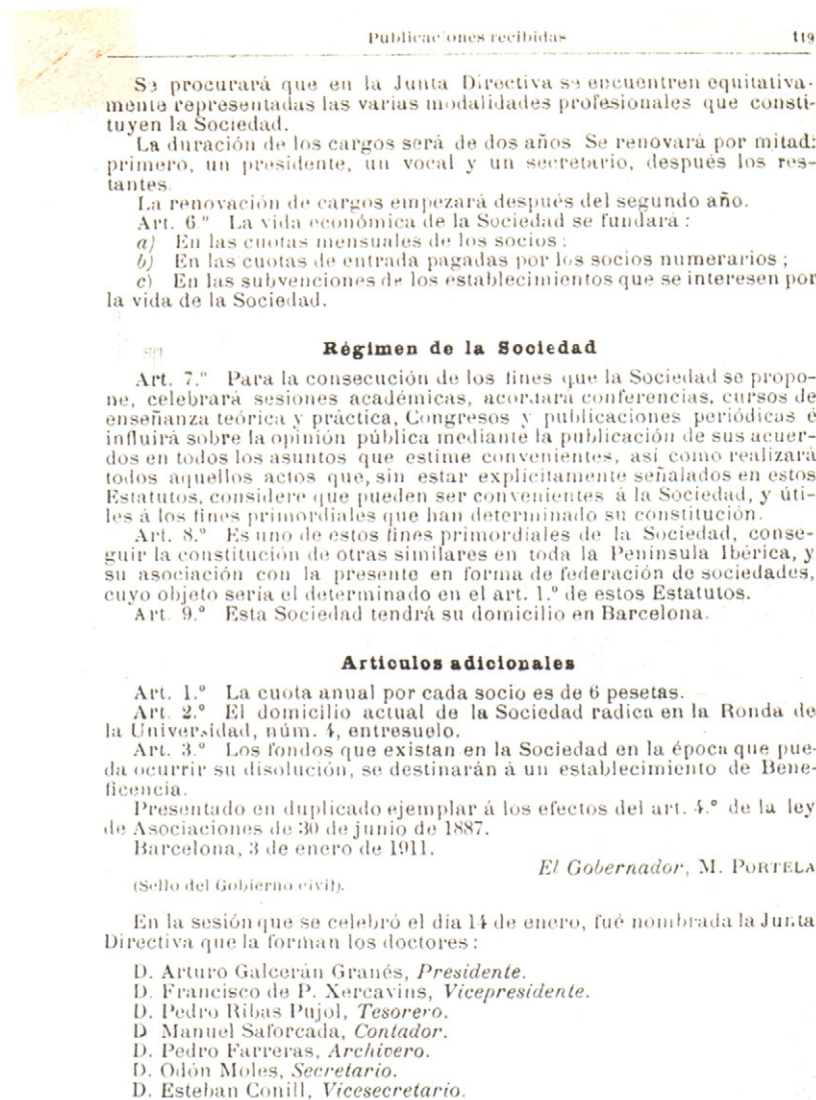 Publicaciones recibidas 119
Se procurará que en la Junta Directiva se encuentren equitativa-
mente representadas las varias modalidades profesionales que consti-
tuyen la Sociedad.
La duración de los cargos será de dos años Se renovará por mitad:
primero, un presidente, un vocal y un secretario, después los res-
tantes.
La renovación de cargos empezará después del segundo año.
Art. 6.º La vida económica de la Sociedad se fundará:
a) En las cuotas mensuales de los socios;
b) En las cuotas de entrada pagadas por los socios numerarios;
c) En las subvenciones de los establecimientos que se interesen por
la vida de la Sociedad.
Régimen de la Sociedad
Art. 7.º Para la consecución de los fines que la Sociedad se propo-
ne, celebrará sesiones académicas, acordará conferencias, cursos de
enseñanza teórica y práctica, Congresos y publicaciones periódicas é
influirá sobre la opinión pública mediante la publicación de sus acuer-
dos en todos los asuntos que estime convenientes, así como realizará
todos aquellos actos que, sin estar explicitamente señalados en estos
Estatutos, considere que pueden ser convenientes á la Sociedad, y úti-
les á los fines primordiales que han determinado su constitución.
Art. 8.º Es uno de estos fines primordiales de la Sociedad, conse-
guir la constitución de otras similares en toda la Península Ibérica, y
su asociación con la presente en forma de federación de sociedades,
cuyo objeto sería el determinado en el art. 1.º de estos Estatutos.
Art. 9.º Esta Sociedad tendrá su domicilio en Barcelona.
Artículos adicionales
Art. 1.º La cuota anual por cada socio es de 6 pesetas.
Art. 2.º El domicilio actual de la Sociedad radica en la Ronda de
la Universidad, núm. 4, entresuelo.
Art. 3.º Los fondos que existan en la Sociedad en la época que pue-
da ocurrir su disolución, se destinarán á un establecimiento de Bene-
ficencia.
Presentado en duplicado ejemplar á los efectos del art. 4.º de la ley
de Asociaciones de 30 de junio de 1887.
Barcelona, 3 de enero de 1911.
El Gobernador, M. PORTELA
(Sello del Gobierno civil).
En la sesión que se celebró el día 14 de enero, fué nombrada la Junta
Directiva que la forman los doctores:
D. Arturo Galcerán Granés, Presidente.
D. Francisco de P. Xercavins, Vicepresidente.
D. Pedro Ribas Pujol, Tesorero.
D Manuel Saforcada, Contador.
D. Pedro Farreras, Archivero.
D. Odón Moles, Secretario.
D. Esteban Conill, Vicesecretario.